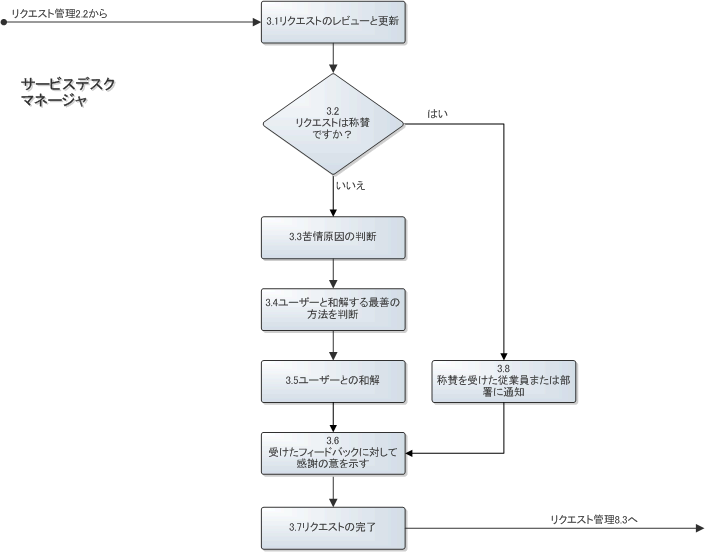 リクエスト管理2.2から
3.1リクエストのレビューと更新
サービスデスク
マネージャ
3.2
リクエストは称賛
ですか？
はい
いいえ
3.3苦情原因の判断
3.4ユーザーと和解する最善の
方法を判断
3.5ユーザーとの和解
3.8
称賛を受けた従業員または部
署に通知
3.6
受けたフィードバックに対して
感謝の意を示す
3.7リクエストの完了
リクエスト管理8.3へ